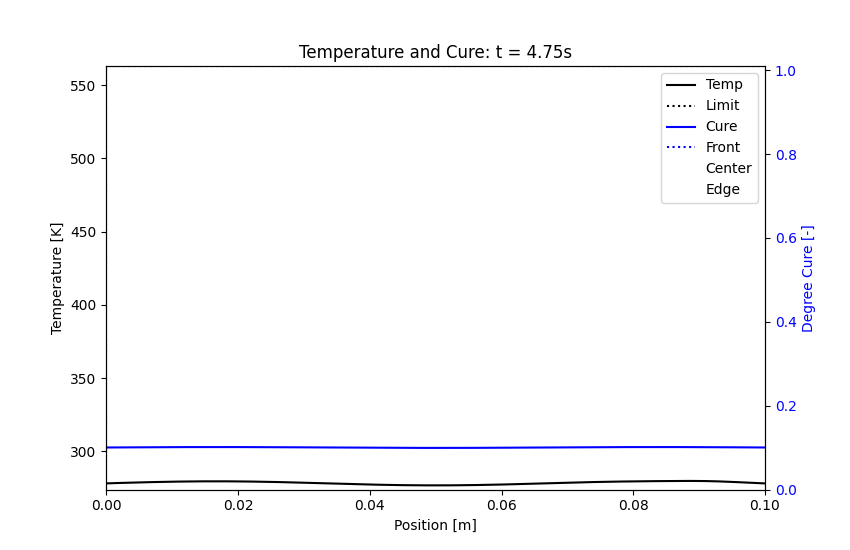 Temperature and Cure: t = 4.75s
Temp
Limit
Cure
Front
Center
Edge
550
500
450
400
350
300
Temperature [K]
1.0
0.8
0.6
0.4
0.2
0.0
Degree Cure [-]
0.00 0.02 0.04 0.06 0.08 0.10
Position [m]